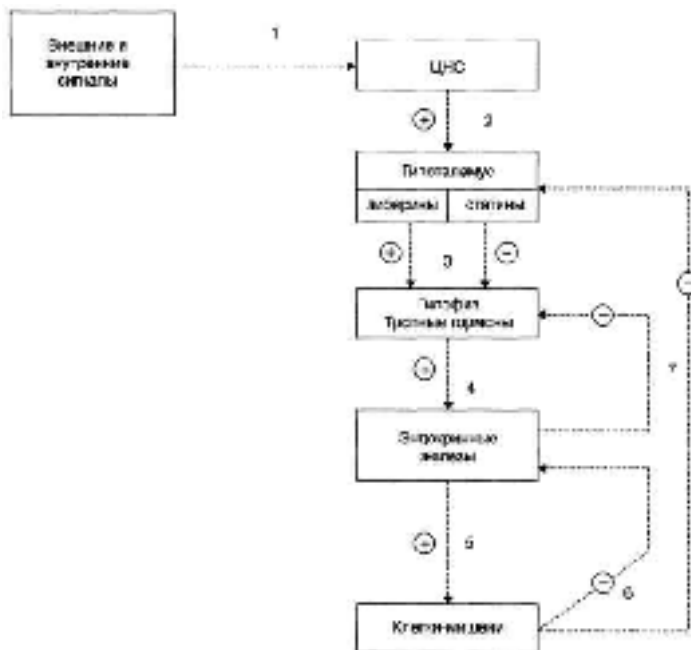 Внешние и
внутренние
сигналы
1
ЦНС
+
2
Гипоталамус
либерины
статины
+
3
−
−
Гипофиз
Тропные гормоны
−
+
4
7
Эндокринные
железы
+
5
−
6
Клетки-мишени